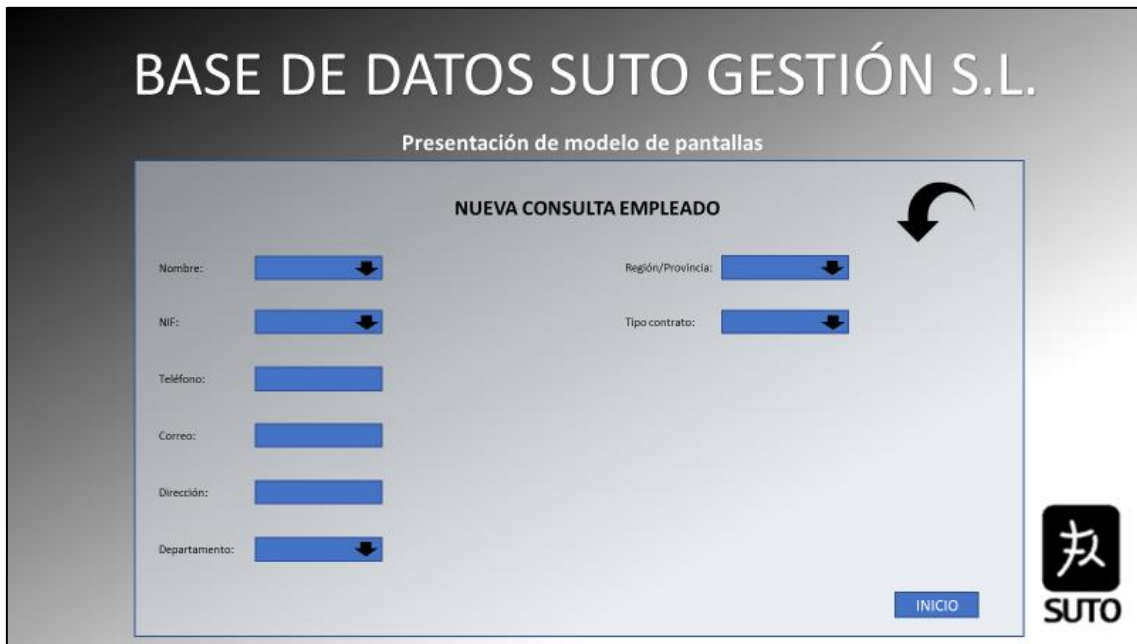 BASE DE DATOS SUTO GESTIÓN S.L.
Presentación de modelo de pantallas
NUEVA CONSULTA EMPLEADO
Nombre:
Región/Provincia:
NIF:
Tipo contrato:
Teléfono:
Correo:
Dirección:
Departamento:
INICIO
SUTO